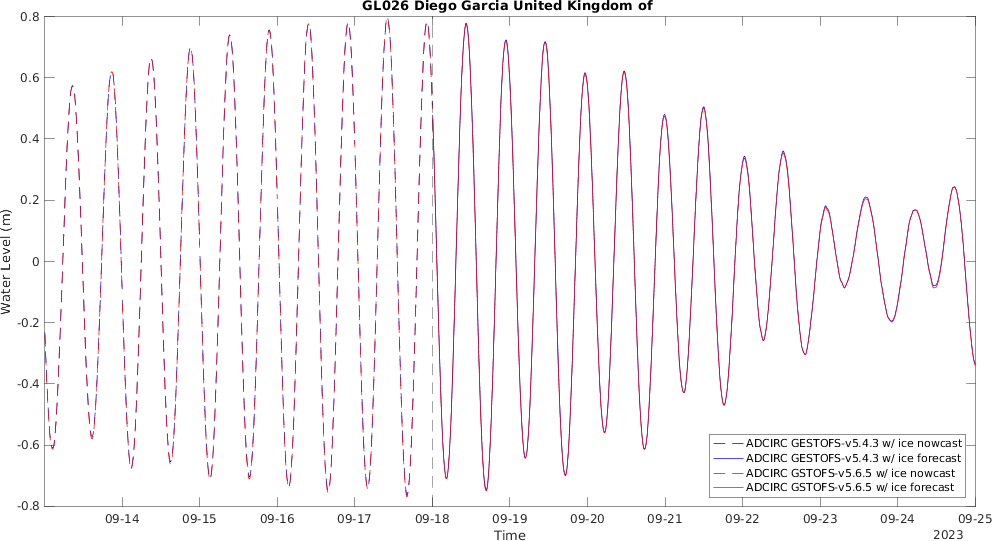 GL026 Diego Garcia United Kingdom of
0.8
0.6
0.4
0.2
0
-0.2
-0.4
-0.6
-0.8
Water Level (m)
09-14 09-15 09-16 09-17 09-18 09-19 09-20 09-21 09-22 09-23 09-24 09-25
Time
2023
ADCIRC GESTOFS-v5.4.3 w/ ice nowcast
ADCIRC GESTOFS-v5.4.3 w/ ice forecast
ADCIRC GSTOFS-v5.6.5 w/ ice nowcast
ADCIRC GSTOFS-v5.6.5 w/ ice forecast